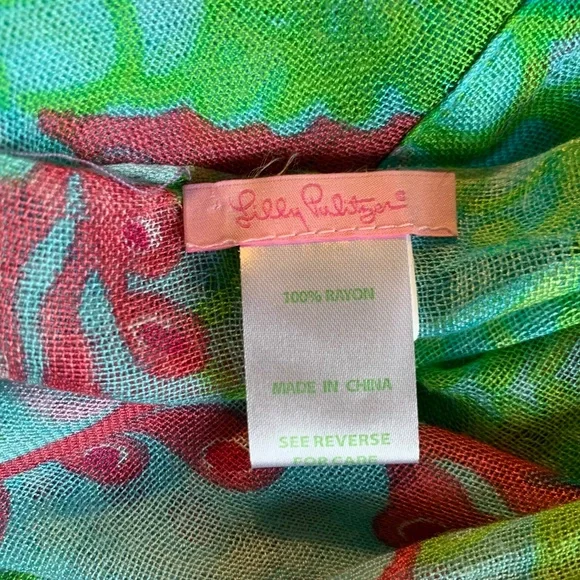 Lilly Pulitzer®
100% RAYON
MADE IN CHINA
SEE REVERSE
FOR CARE